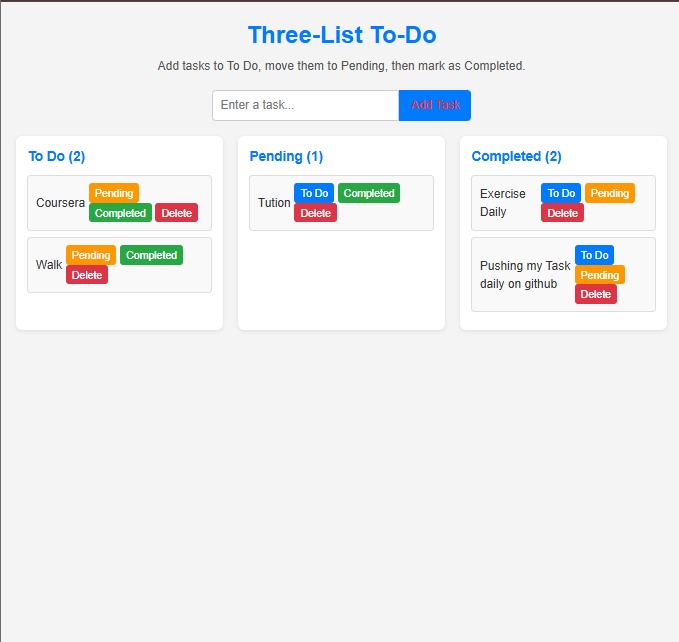 Three-List To-Do
Add tasks to To Do, move them to Pending, then mark as Completed.
Enter a task...
Add Task
To Do (2)
Coursera
Pending
Completed Delete
Walk
Pending Completed
Delete
Pending (1)
Tution
To Do Completed
Delete
Completed (2)
Exercise
Daily
To Do Pending
Delete
Pushing my Task
daily on github
To Do
Pending
Delete